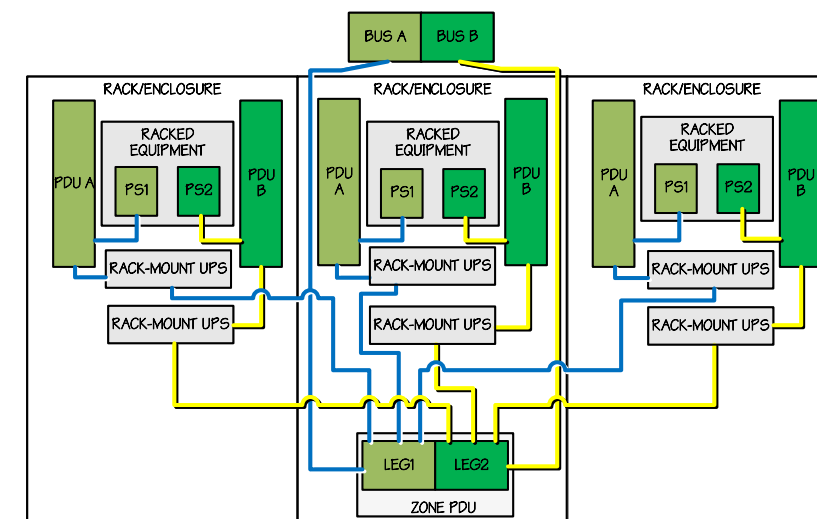 BUS A
BUS B
RACK/ENCLOSURE
PDU A
RACKED
EQUIPMENT
PS1
PS2
PDU
B
RACK-MOUNT UPS
RACK-MOUNT UPS
RACK/ENCLOSURE
PDU
A
RACKED
EQUIPMENT
PS1
PS2
PDU
B
RACK-MOUNT UPS
RACK-MOUNT UPS
RACK/ENCLOSURE
PDU
A
RACKED
EQUIPMENT
PS1
PS2
PDU
B
RACK-MOUNT UPS
RACK-MOUNT UPS
LEG1
LEG2
ZONE PDU